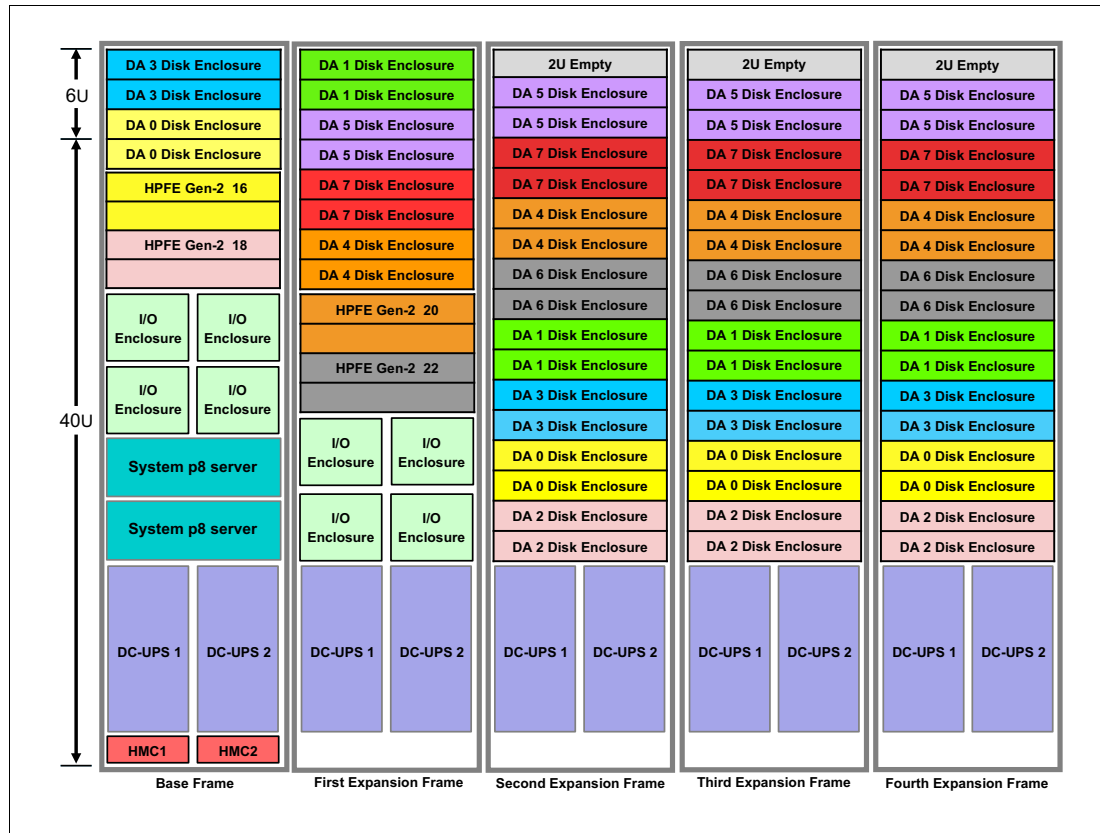 6U
40U
DA 3 Disk Enclosure
DA 3 Disk Enclosure
DA 0 Disk Enclosure
DA 0 Disk Enclosure
HPFE Gen-2 16
HPFE Gen-2 18
I/O
Enclosure
I/O
Enclosure
I/O
Enclosure
I/O
Enclosure
System p8 server
System p8 server
DC-UPS 1
DC-UPS 2
HMC1
HMC2
Base Frame
DA 1 Disk Enclosure
DA 1 Disk Enclosure
DA 5 Disk Enclosure
DA 5 Disk Enclosure
DA 7 Disk Enclosure
DA 7 Disk Enclosure
DA 4 Disk Enclosure
DA 4 Disk Enclosure
HPFE Gen-2 20
HPFE Gen-2 22
I/O
Enclosure
I/O
Enclosure
I/O
Enclosure
I/O
Enclosure
DC-UPS 1
DC-UPS 2
First Expansion Frame
2U Empty
DA 5 Disk Enclosure
DA 5 Disk Enclosure
DA 7 Disk Enclosure
DA 7 Disk Enclosure
DA 4 Disk Enclosure
DA 4 Disk Enclosure
DA 6 Disk Enclosure
DA 6 Disk Enclosure
DA 1 Disk Enclosure
DA 1 Disk Enclosure
DA 3 Disk Enclosure
DA 3 Disk Enclosure
DA 0 Disk Enclosure
DA 0 Disk Enclosure
DA 2 Disk Enclosure
DA 2 Disk Enclosure
DC-UPS 1
DC-UPS 2
Second Expansion Frame
2U Empty
DA 5 Disk Enclosure
DA 5 Disk Enclosure
DA 7 Disk Enclosure
DA 7 Disk Enclosure
DA 4 Disk Enclosure
DA 4 Disk Enclosure
DA 6 Disk Enclosure
DA 6 Disk Enclosure
DA 1 Disk Enclosure
DA 1 Disk Enclosure
DA 3 Disk Enclosure
DA 3 Disk Enclosure
DA 0 Disk Enclosure
DA 0 Disk Enclosure
DA 2 Disk Enclosure
DA 2 Disk Enclosure
DC-UPS 1
DC-UPS 2
Third Expansion Frame
2U Empty
DA 5 Disk Enclosure
DA 5 Disk Enclosure
DA 7 Disk Enclosure
DA 7 Disk Enclosure
DA 4 Disk Enclosure
DA 4 Disk Enclosure
DA 6 Disk Enclosure
DA 6 Disk Enclosure
DA 1 Disk Enclosure
DA 1 Disk Enclosure
DA 3 Disk Enclosure
DA 3 Disk Enclosure
DA 0 Disk Enclosure
DA 0 Disk Enclosure
DA 2 Disk Enclosure
DA 2 Disk Enclosure
DC-UPS 1
DC-UPS 2
Fourth Expansion Frame